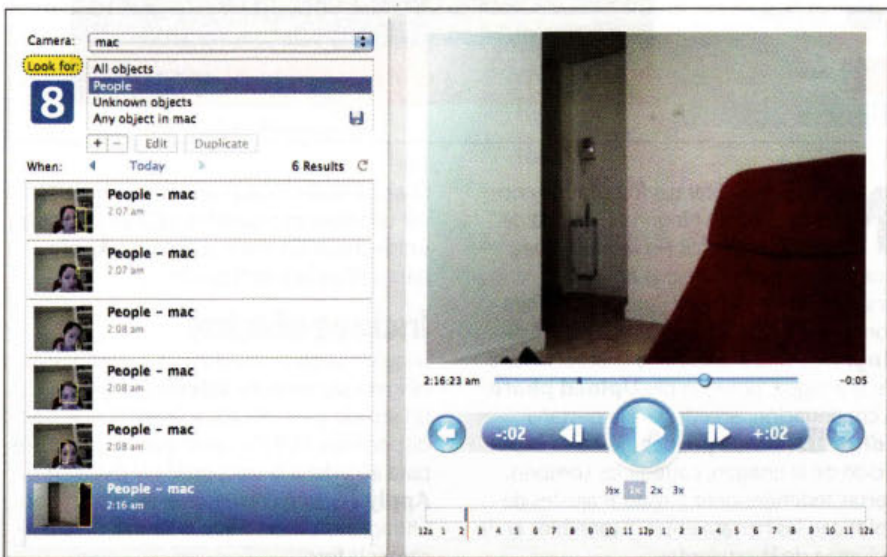 Camera: mac
Look for:
8
All objects
People
Unknown objects
Any object in mac
+ - Edit Duplicate
When: Today 6 Results
People – mac
2:07 am
People – mac
2:07 am
People – mac
2:08 am
People – mac
2:08 am
People – mac
2:08 am
People – mac
2:16 am
2:16:23 am -0:05
-:02 +:02
½x 1x 2x 3x
12a 1 2 3 4 5 6 7 8 9 10 11 12p 1 2 3 4 5 6 7 8 9 10 11 12a